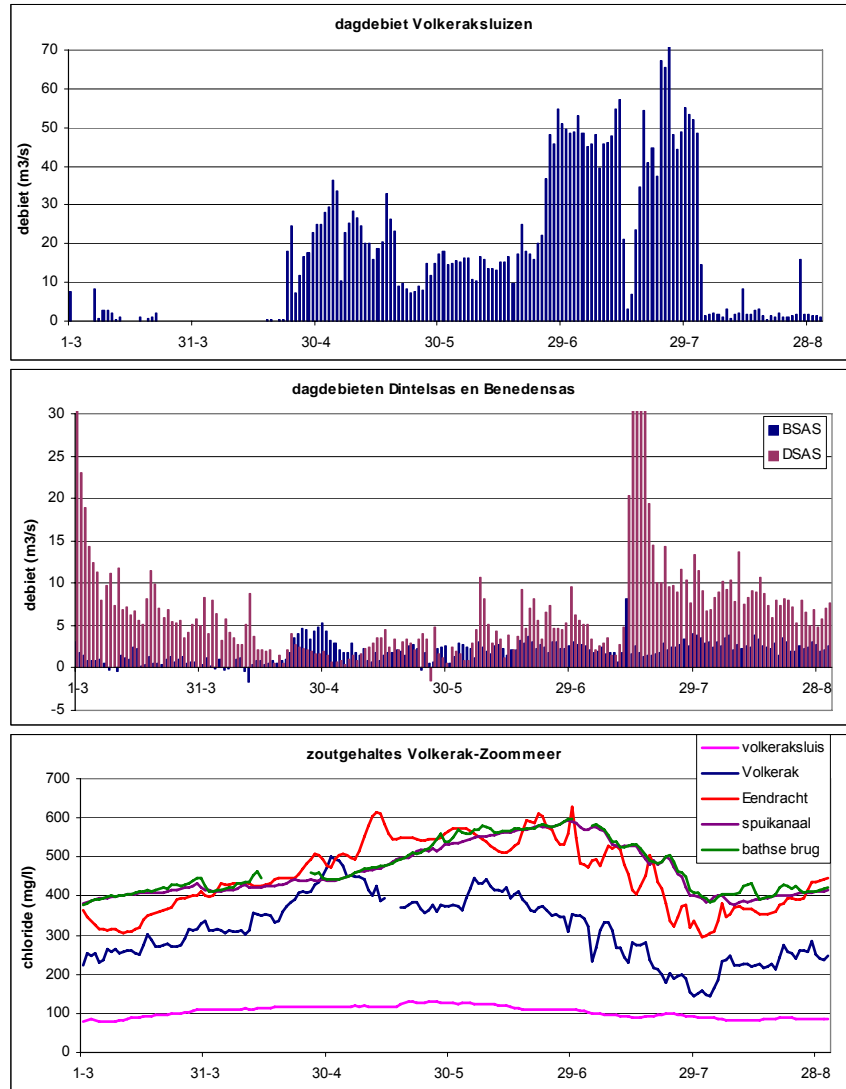 dagdebiet Volkeraksluizen
70
60
50
40
30
20
10
0
debiet (m3/s)
1-3 31-3 30-4 30-5 29-6 29-7 28-8
dagdebieten Dintelsas en Benedensas
30
25
20
15
10
5
0
-5
debiet (m3/s)
BSAS
DSAS
1-3 31-3 30-4 30-5 29-6 29-7 28-8
zoutgehaltes Volkerak-Zoommeer
700
600
500
400
300
200
100
0
chloride (mg/l)
volkeraksluis
Volkerak
Eendracht
spuikanaal
bathse brug
1-3 31-3 30-4 30-5 29-6 29-7 28-8